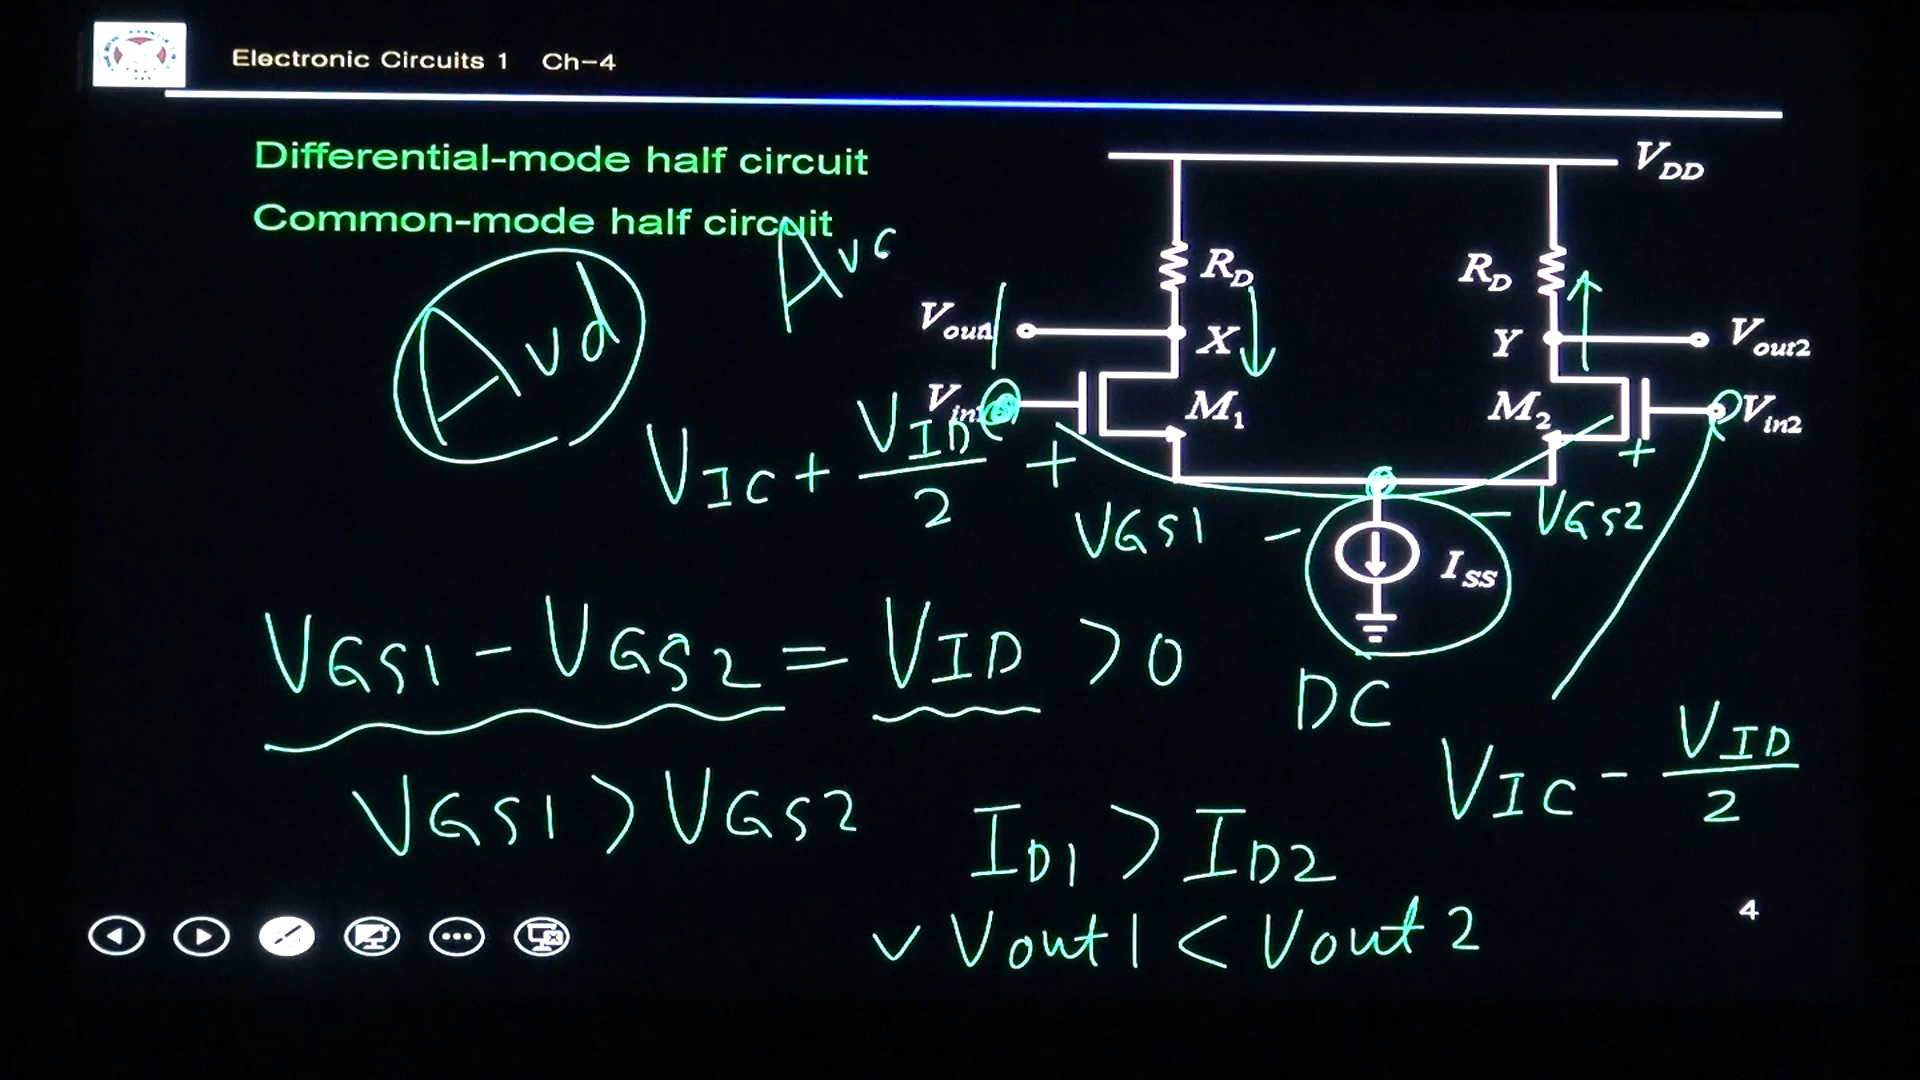 Electronic Circuits 1 Ch-4
Differential-mode half circuit
Common-mode half circuit
Avd
Avc
VDD
RD
RD
Vout1
X
Y
Vout2
Vin1
M1
M2
Vin2
VIC + VID/2
+
VGS1
-
- VGS2
+
ISS
VGS1 - VGS2 = VID > 0
DC
VIC - VID/2
VGS1 > VGS2
ID1 > ID2
Vout1 < Vout2
4